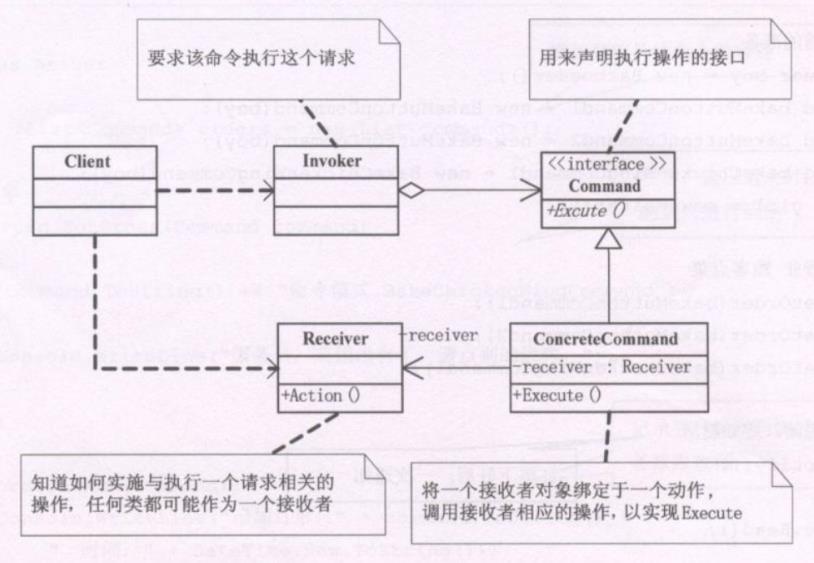 要求该命令执行这个请求
用来声明执行操作的接口
Client
Invoker
<<interface >>
Command
+Excute ()
Receiver
-receiver
ConcreteCommand
-receiver : Receiver
+Action ()
+Execute ()
知道如何实施与执行一个请求相关的
操作，任何类都可能作为一个接收者
将一个接收者对象绑定于一个动作，
调用接收者相应的操作，以实现Execute